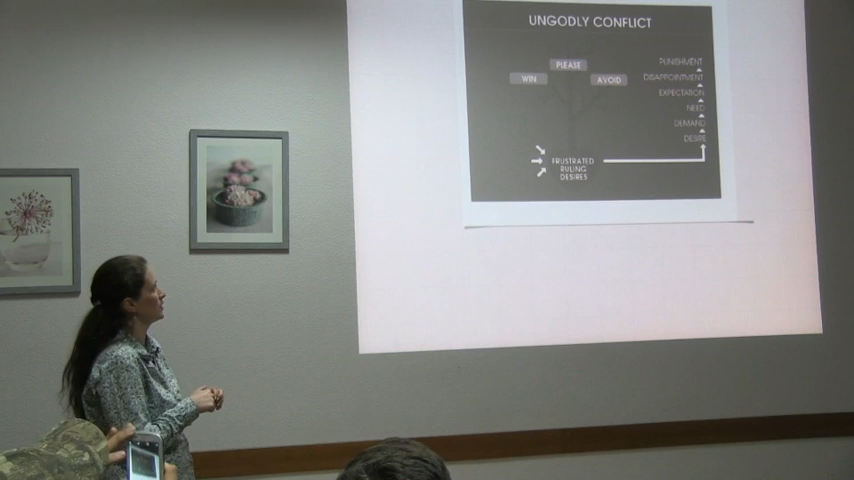 UNGODLY CONFLICT
PLEASE
WIN
AVOID
PUNISHMENT
DISAPPOINTMENT
EXPECTATION
NEED
DEMAND
DESIRE
FRUSTRATED
RULING
DESIRES